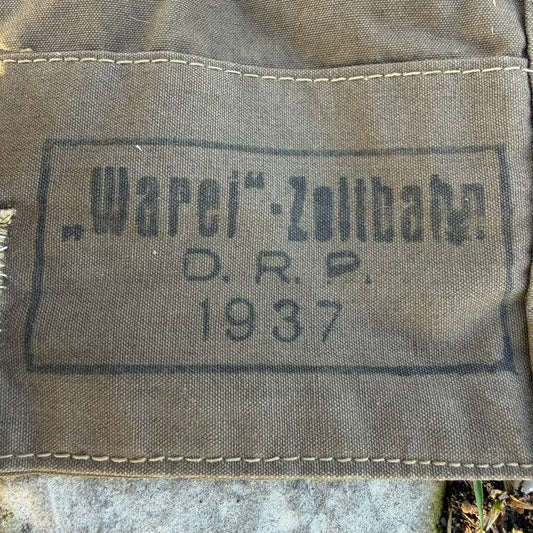 „Warei“-Zeltbahn
D. R. P.
1937